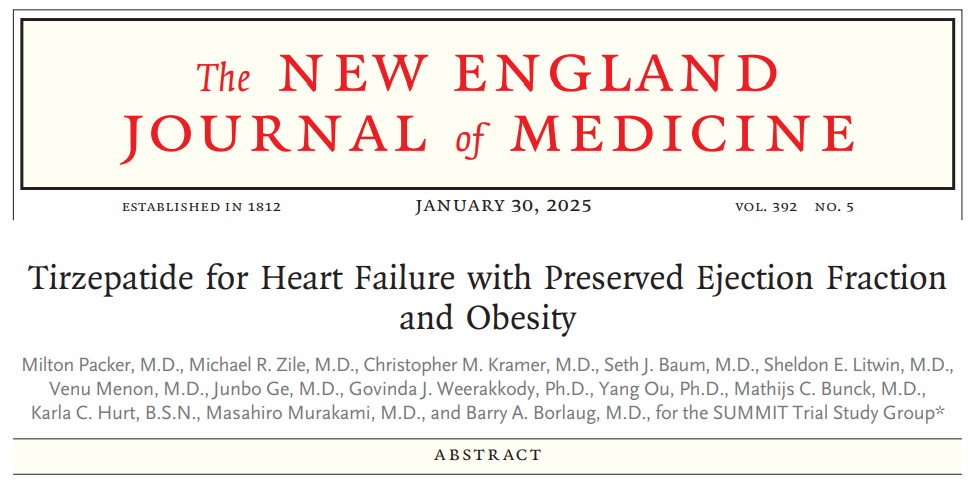 The NEW ENGLAND
JOURNAL of MEDICINE
ESTABLISHED IN 1812 JANUARY 30, 2025 VOL. 392 NO. 5
Tirzepatide for Heart Failure with Preserved Ejection Fraction
and Obesity
Milton Packer, M.D., Michael R. Zile, M.D., Christopher M. Kramer, M.D., Seth J. Baum, M.D., Sheldon E. Litwin, M.D.,
Venu Menon, M.D., Junbo Ge, M.D., Govinda J. Weerakkody, Ph.D., Yang Ou, Ph.D., Mathijs C. Bunck, M.D.,
Karla C. Hurt, B.S.N., Masahiro Murakami, M.D., and Barry A. Borlaug, M.D., for the SUMMIT Trial Study Group*
ABSTRACT